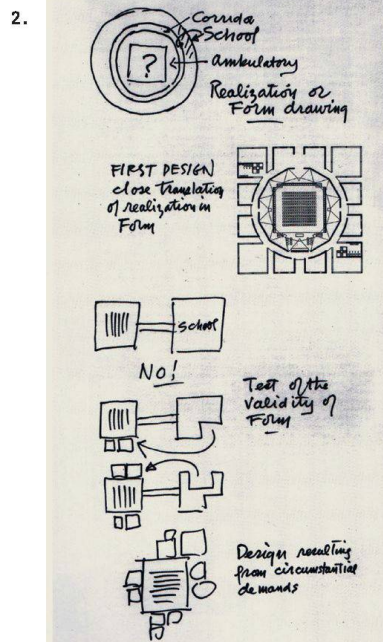 2.
Corridor
School
Ambulatory
?
Realization or
Form drawing
FIRST DESIGN
close translation
of realization in
Form
School
NO!
Test of the
validity of
Form
Design resulting
from circumstantial
demands